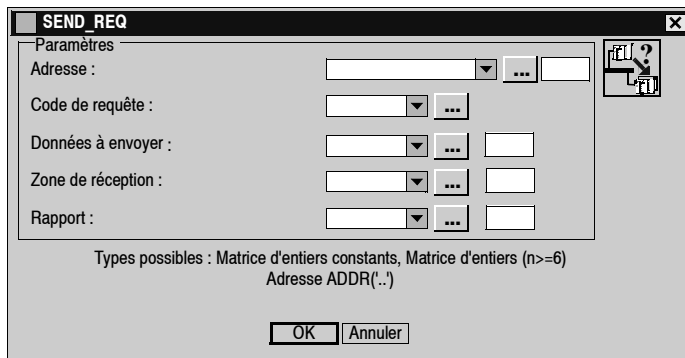 SEND_REQ
Paramètres
Adresse :
...
Code de requête :
...
Données à envoyer :
...
Zone de réception :
...
Rapport :
...
?
Types possibles : Matrice d'entiers constants, Matrice d'entiers (n>=6)
Adresse ADDR('..')
OK Annuler